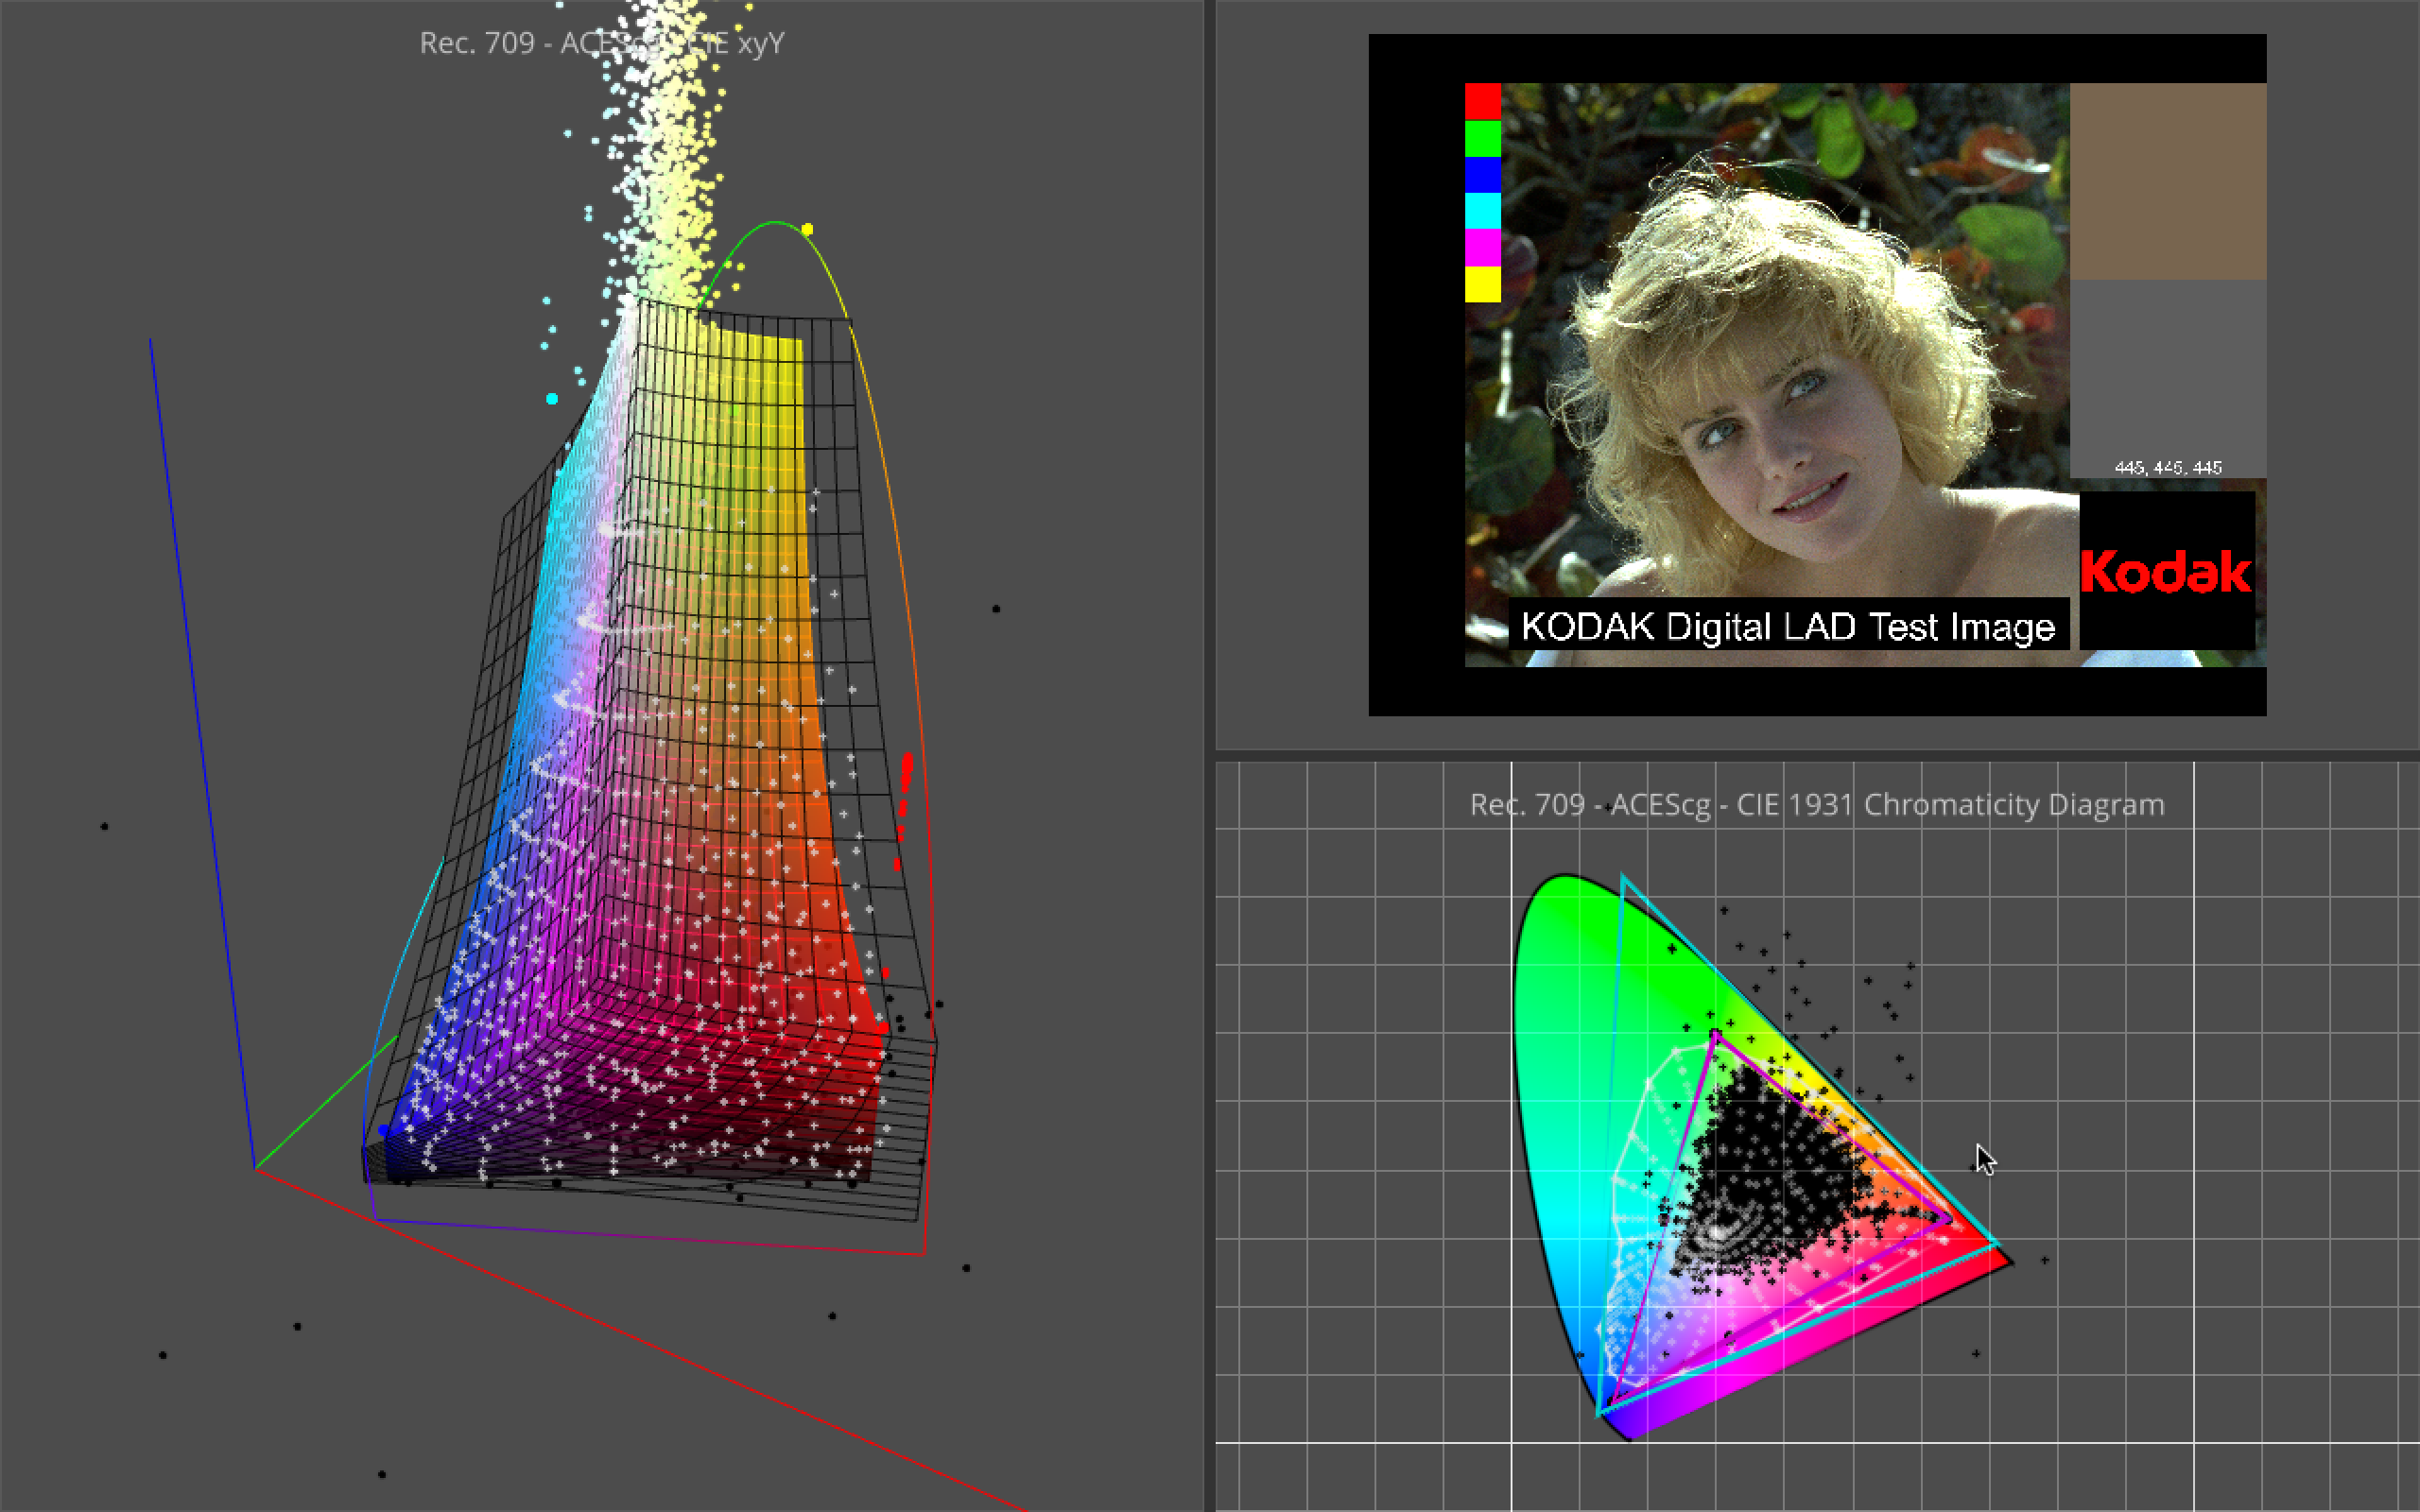 Rec. 709 - ACEScg - CIE xyY
445, 445, 445
Kodak
KODAK Digital LAD Test Image
Rec. 709 - ACEScg - CIE 1931 Chromaticity Diagram